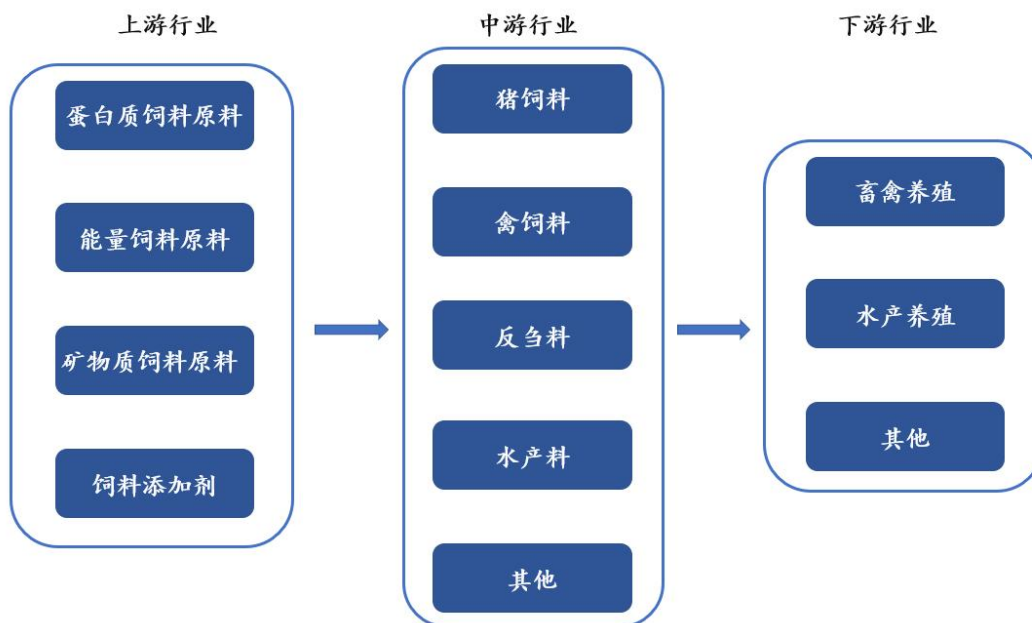 上游行业
蛋白质饲料原料
能量饲料原料
矿物质饲料原料
饲料添加剂
中游行业
猪饲料
禽饲料
反刍料
水产料
其他
下游行业
畜禽养殖
水产养殖
其他